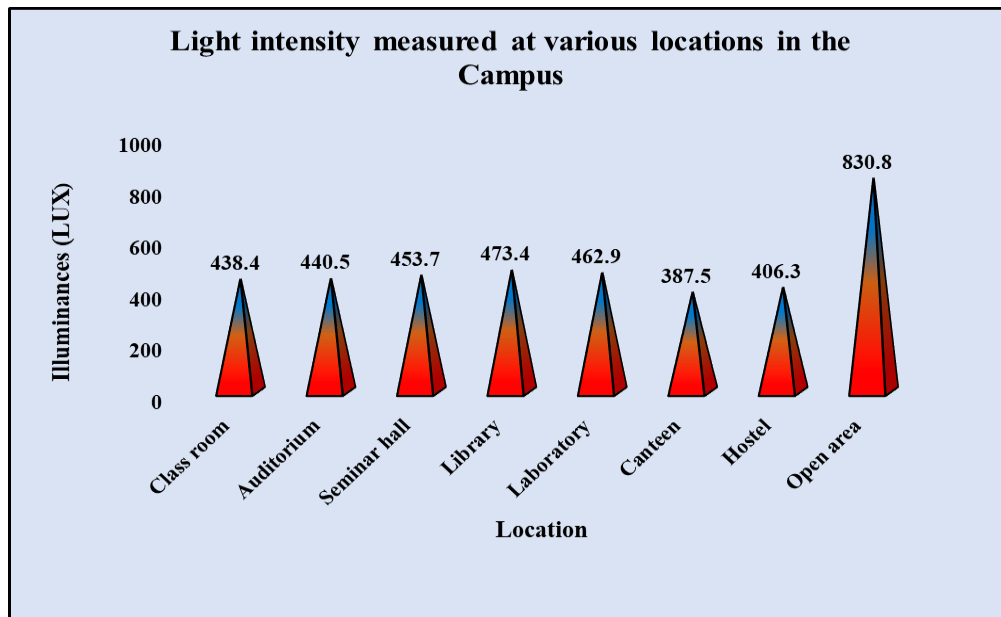 Light intensity measured at various locations in the
Campus
Illuminances (LUX)
1000
800
600
400
200
0
438.4
440.5
453.7
473.4
462.9
387.5
406.3
830.8
Class room
Auditorium
Seminar hall
Library
Laboratory
Canteen
Hostel
Open area
Location